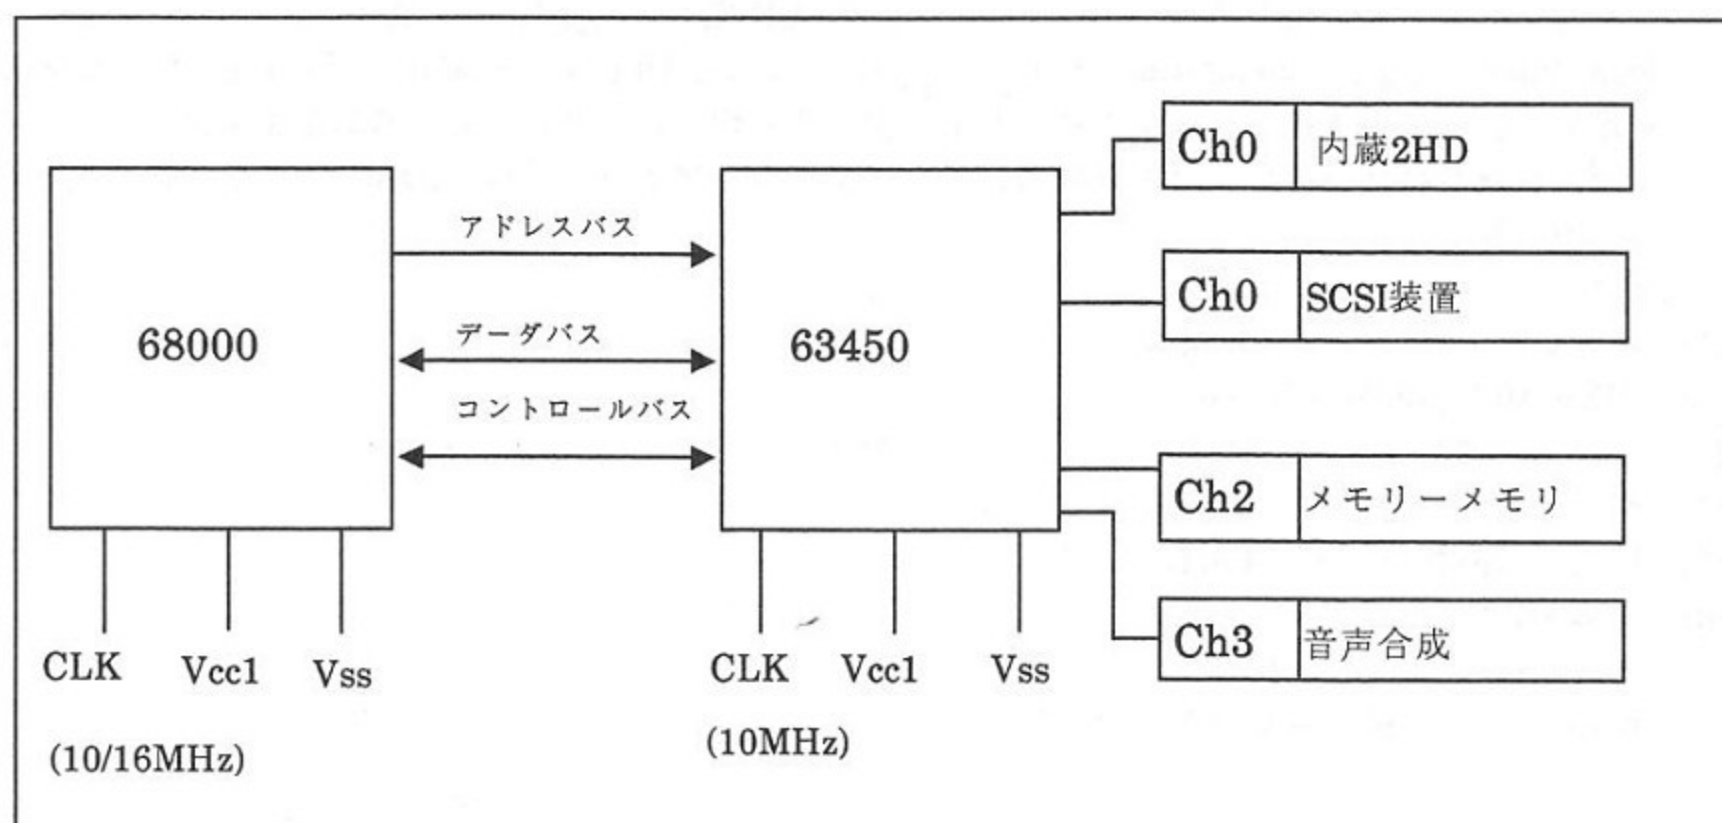 Ch0 内蔵2HD
アドレスバス
Ch0 SCSI装置
68000
データバス
63450
コントロールバス
Ch2 メモリーメモリ
Ch3 音声合成
CLK Vcc1 Vss
CLK Vcc1 Vss
(10/16MHz)
(10MHz)